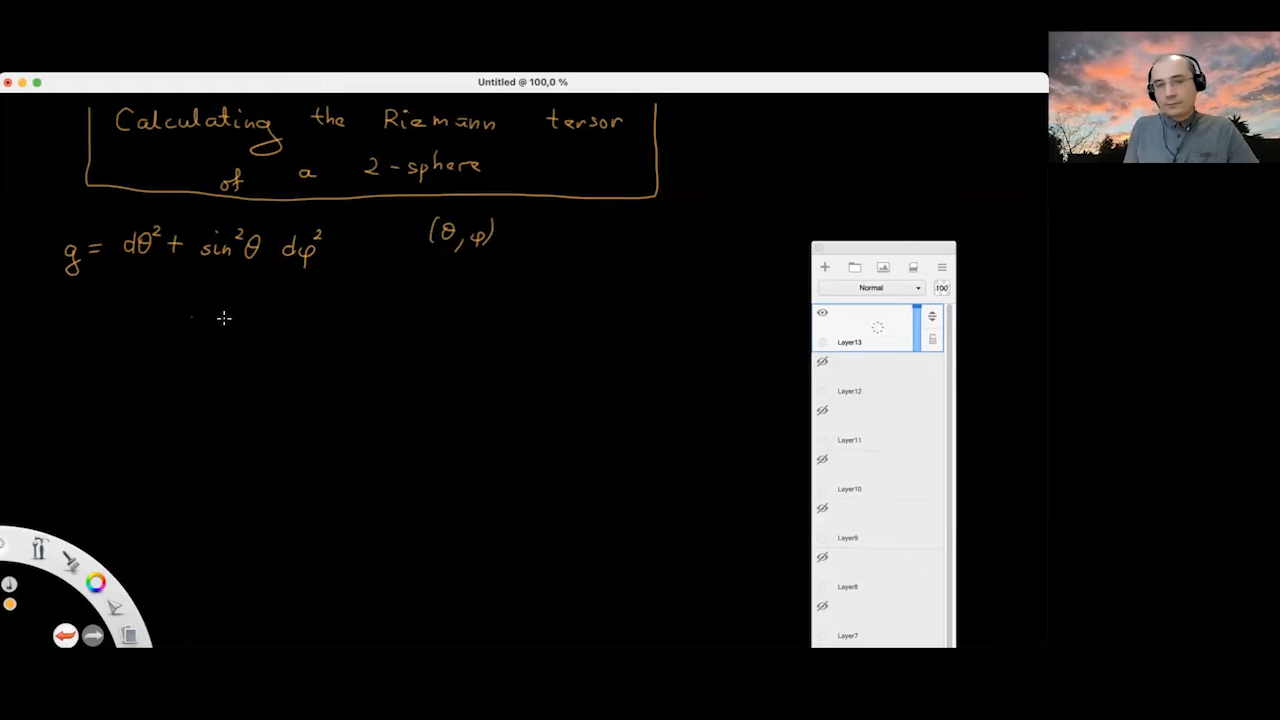 Untitled @ 100,0 %
Calculating the Riemann tensor
of a 2-sphere
g = dθ² + sin²θ dφ² (θ, φ)
Normal 100
Layer13
Layer12
Layer11
Layer10
Layer9
Layer8
Layer7